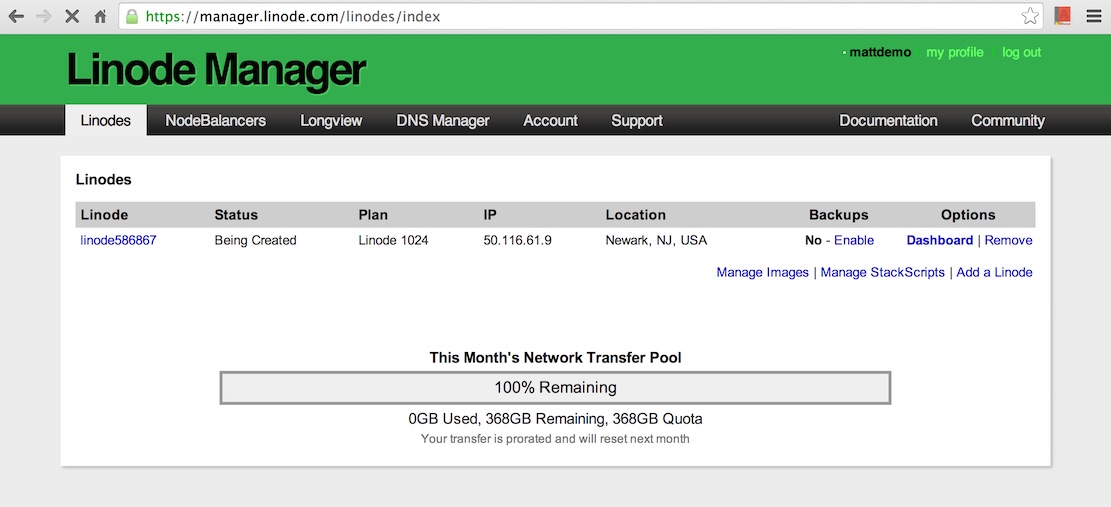 https://manager.linode.com/linodes/index
Linode Manager
mattdemo my profile log out
Linodes NodeBalancers Longview DNS Manager Account Support Documentation Community
Linodes
Linode Status Plan IP Location Backups Options
linode586867 Being Created Linode 1024 50.116.61.9 Newark, NJ, USA No - Enable Dashboard | Remove
Manage Images | Manage StackScripts | Add a Linode
This Month's Network Transfer Pool
100% Remaining
0GB Used, 368GB Remaining, 368GB Quota
Your transfer is prorated and will reset next month